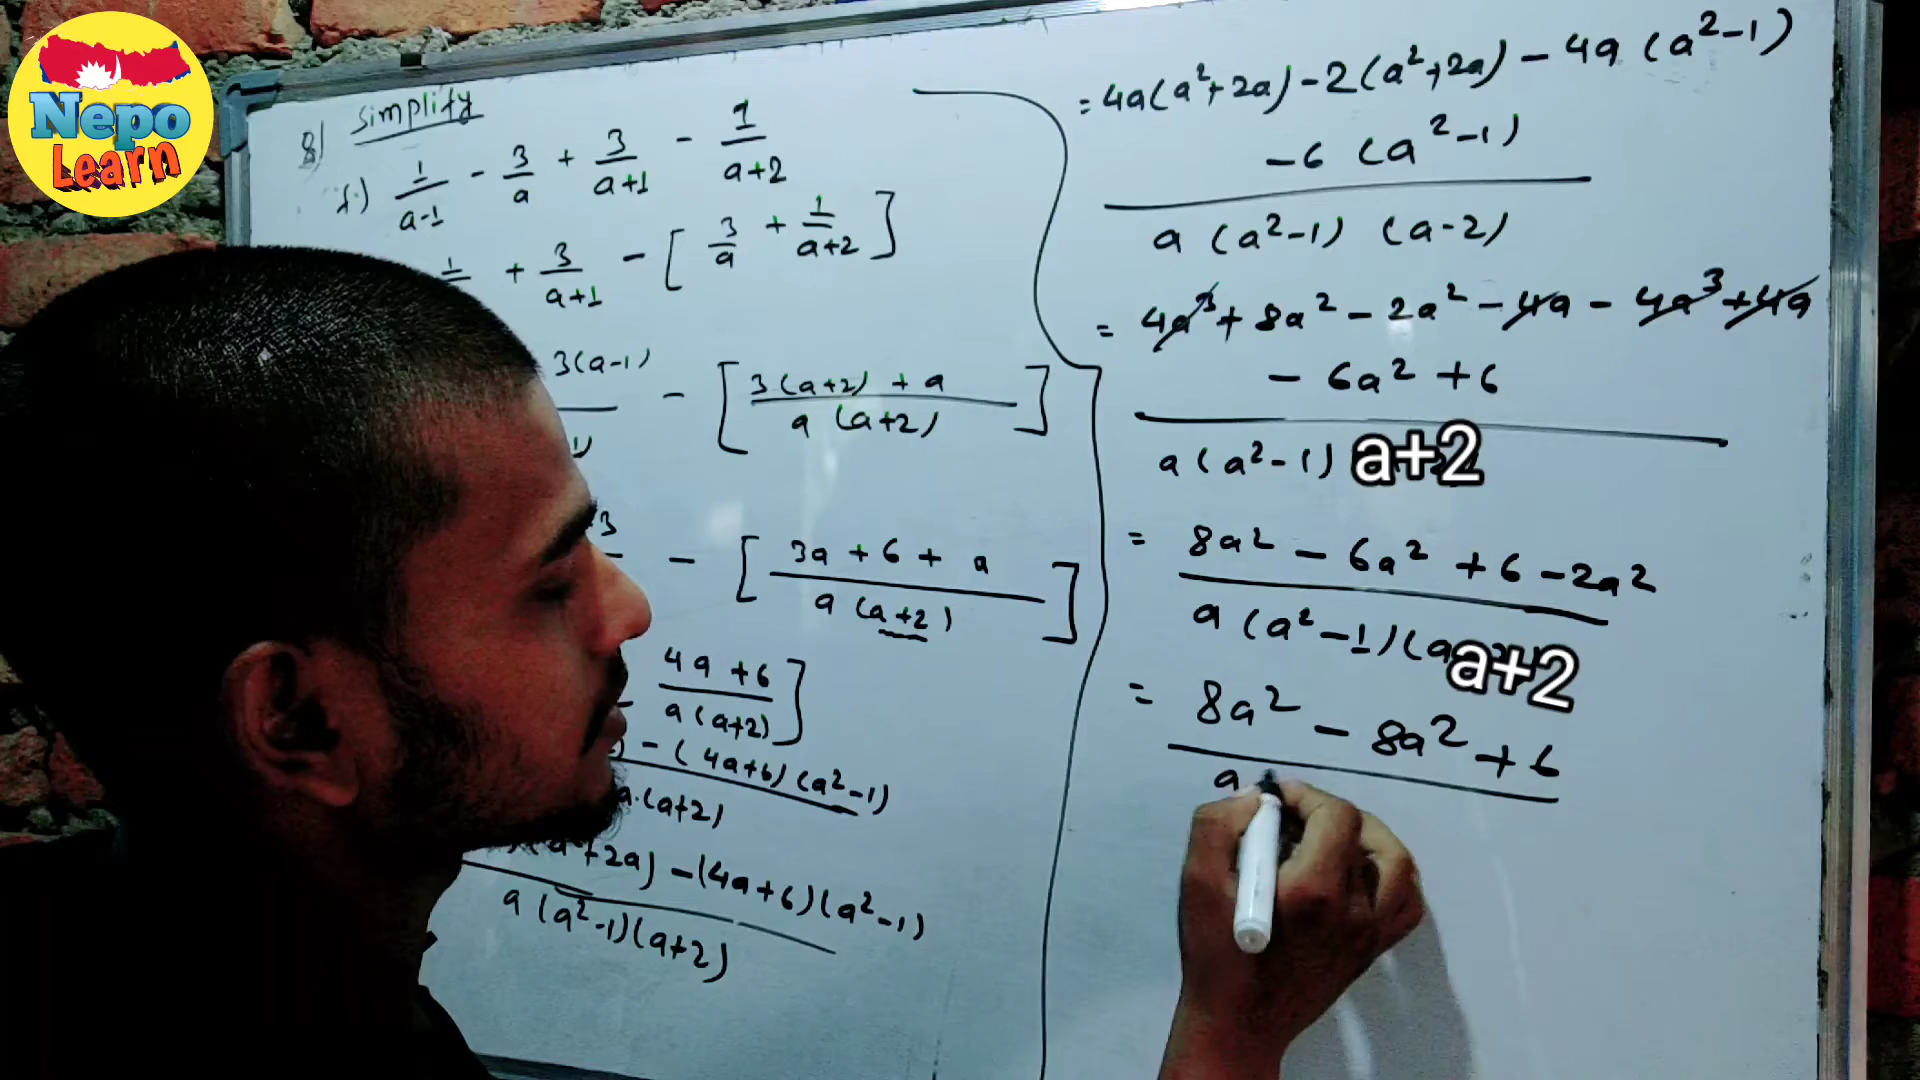 Nepo
Learn
8) Simplify
f.) 1/a-1 - 3/a + 3/a+1 - 1/a+2
1 + 3/a+1 - [3/a + 1/a+2]
3(a-1) - [3(a+2) + a / a(a+2)]
3 - [3a + 6 + a / a(a+2)]
4a + 6 / a(a+2)]
- (4a+6)(a²-1)
a.(a+2)
(a²+2a) - (4a+6)(a²-1)
a(a²-1)(a+2)
= 4a(a²+2a) - 2(a²+2a) - 4a(a²-1)
- 6(a²-1)
a(a²-1)(a-2)
= 4a³ + 8a² - 2a² - 4a - 4a³ + 4a
- 6a² + 6
a(a²-1) a+2
= 8a² - 6a² + 6 - 2a²
a(a²-1)(a a+2
= 8a² - 8a² + 6
a